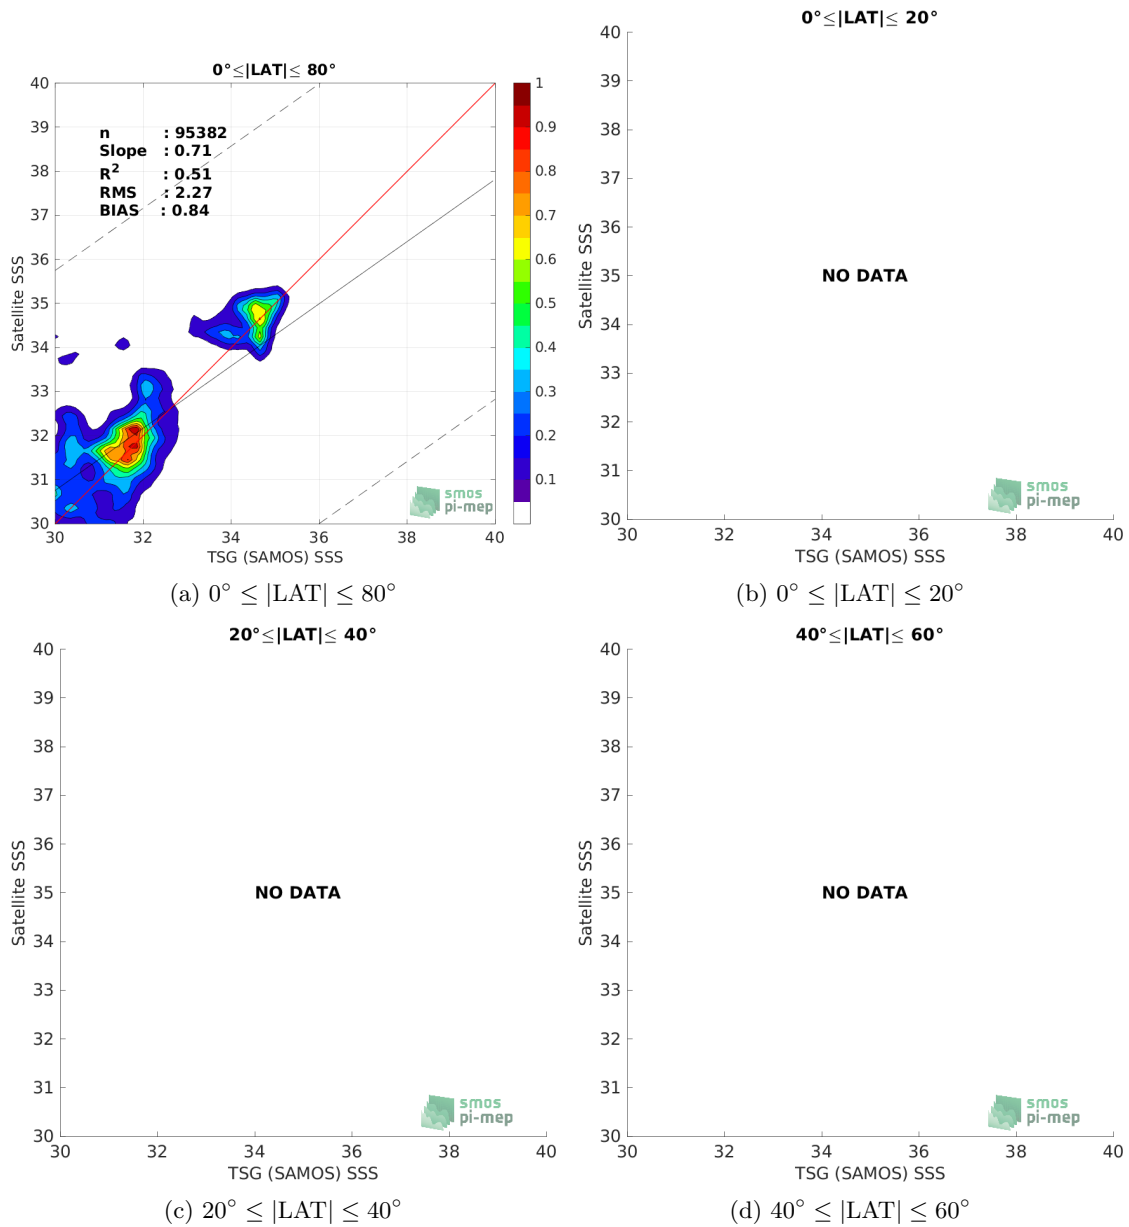 0°≤|LAT|≤ 80°
40
39
38
37
36
35
34
33
32
31
30
Satellite SSS
n : 95382
Slope : 0.71
R² : 0.51
RMS : 2.27
BIAS : 0.84
1
0.9
0.8
0.7
0.6
0.5
0.4
0.3
0.2
0.1
smos
pi-mep
30 32 34 36 38 40
TSG (SAMOS) SSS
(a) 0° ≤ |LAT| ≤ 80°
0°≤|LAT|≤ 20°
40
39
38
37
36
35
34
33
32
31
30
Satellite SSS
NO DATA
smos
pi-mep
30 32 34 36 38 40
TSG (SAMOS) SSS
(b) 0° ≤ |LAT| ≤ 20°
20°≤|LAT|≤ 40°
40
39
38
37
36
35
34
33
32
31
30
Satellite SSS
NO DATA
smos
pi-mep
30 32 34 36 38 40
TSG (SAMOS) SSS
(c) 20° ≤ |LAT| ≤ 40°
40°≤|LAT|≤ 60°
40
39
38
37
36
35
34
33
32
31
30
Satellite SSS
NO DATA
smos
pi-mep
30 32 34 36 38 40
TSG (SAMOS) SSS
(d) 40° ≤ |LAT| ≤ 60°